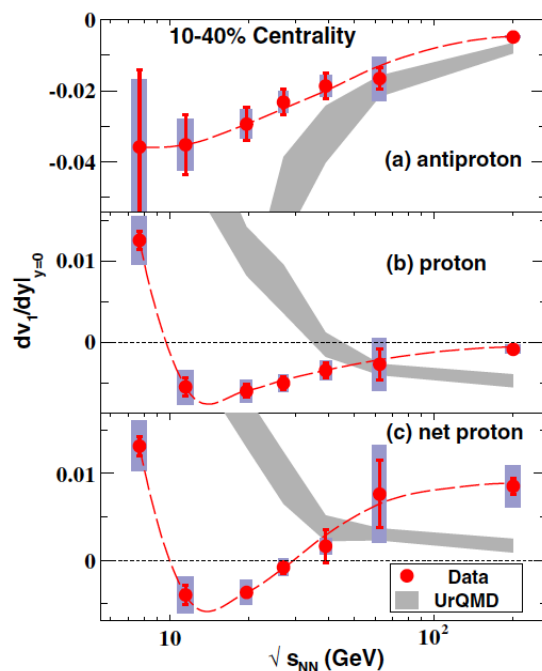 10-40% Centrality
0
-0.02
-0.04
(a) antiproton
dv₁/dy|y=0
0.01
0
(b) proton
0.01
0
(c) net proton
Data
UrQMD
10
10²
√ sNN (GeV)